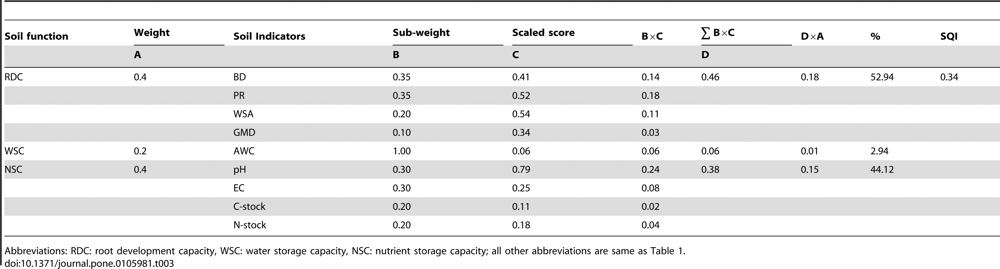 Soil function Weight Soil Indicators Sub-weight Scaled score B×C ∑ B×C D×A % SQI
A B C D
RDC 0.4 BD 0.35 0.41 0.14 0.46 0.18 52.94 0.34
PR 0.35 0.52 0.18
WSA 0.20 0.54 0.11
GMD 0.10 0.34 0.03
WSC 0.2 AWC 1.00 0.06 0.06 0.06 0.01 2.94
NSC 0.4 pH 0.30 0.79 0.24 0.38 0.15 44.12
EC 0.30 0.25 0.08
C-stock 0.20 0.11 0.02
N-stock 0.20 0.18 0.04
Abbreviations: RDC: root development capacity, WSC: water storage capacity, NSC: nutrient storage capacity; all other abbreviations are same as Table 1.
doi:10.1371/journal.pone.0105981.t003